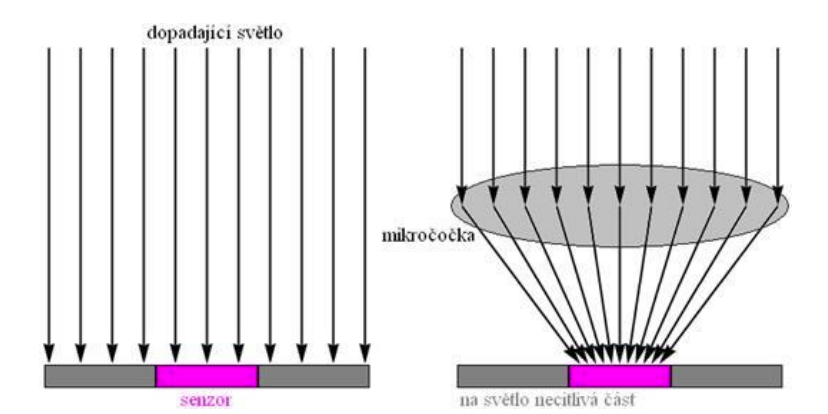 dopadající světlo
mikročočka
senzor
na světlo necitlivá část